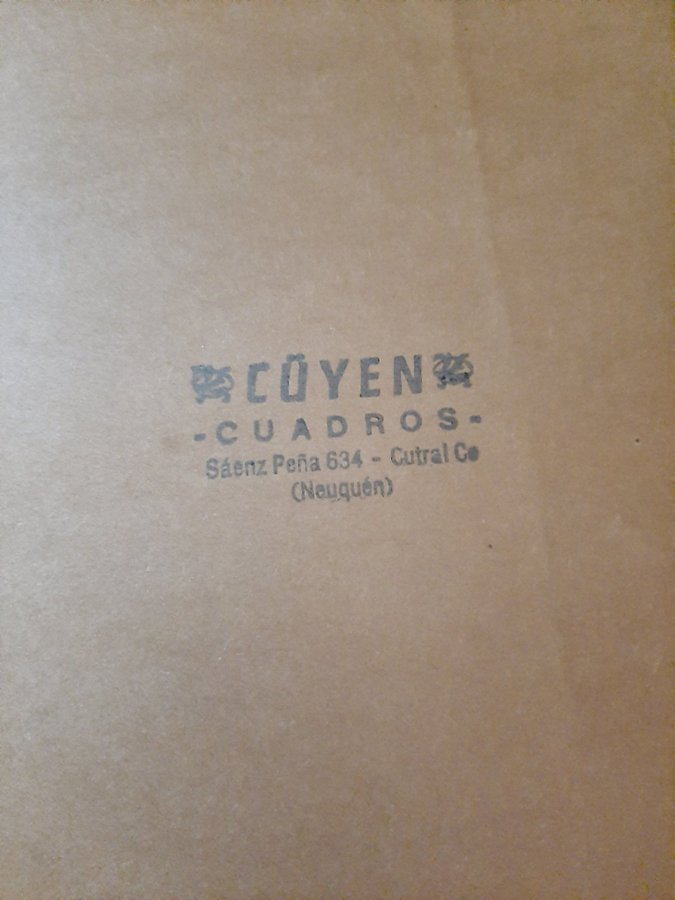 CÜYEN
-CUADROS-
Sáenz Peña 634 - Cutral Co
(Neuquén)